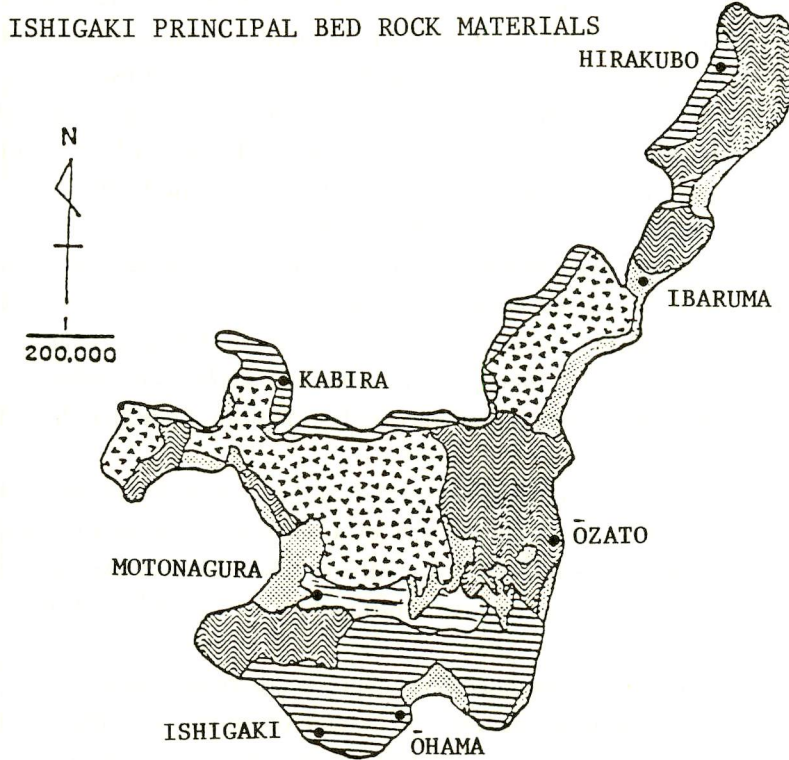 ISHIGAKI PRINCIPAL BED ROCK MATERIALS
HIRAKUBO
N
IBARUMA
200,000
KABIRA
ŌZATO
MOTONAGURA
ISHIGAKI
ŌHAMA